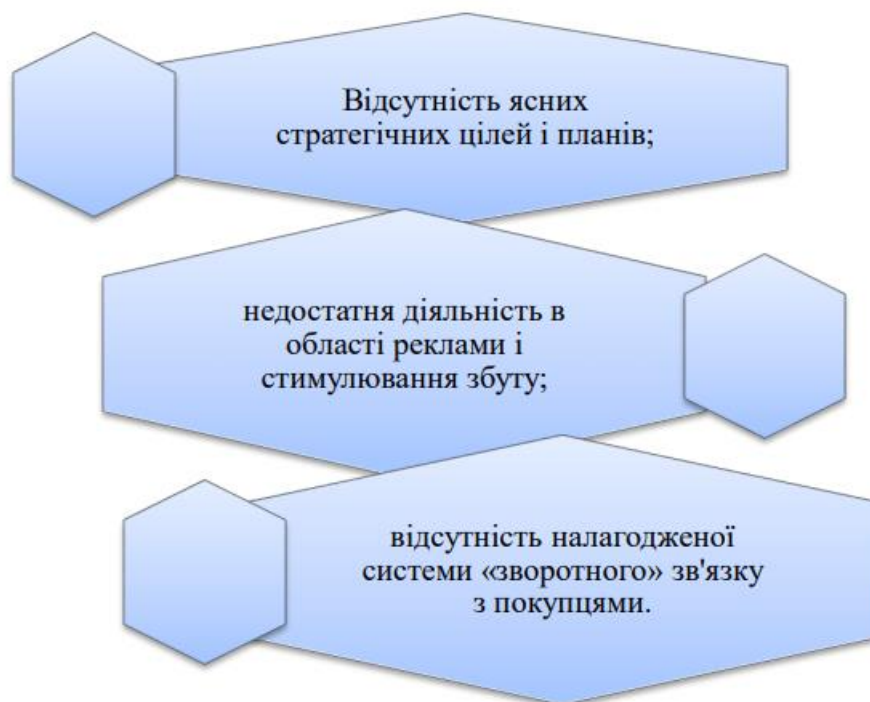 Відсутність ясних
стратегічних цілей і планів;
недостатня діяльність в
області реклами і
стимулювання збуту;
відсутність налагодженої
системи «зворотного» зв'язку
з покупцями.